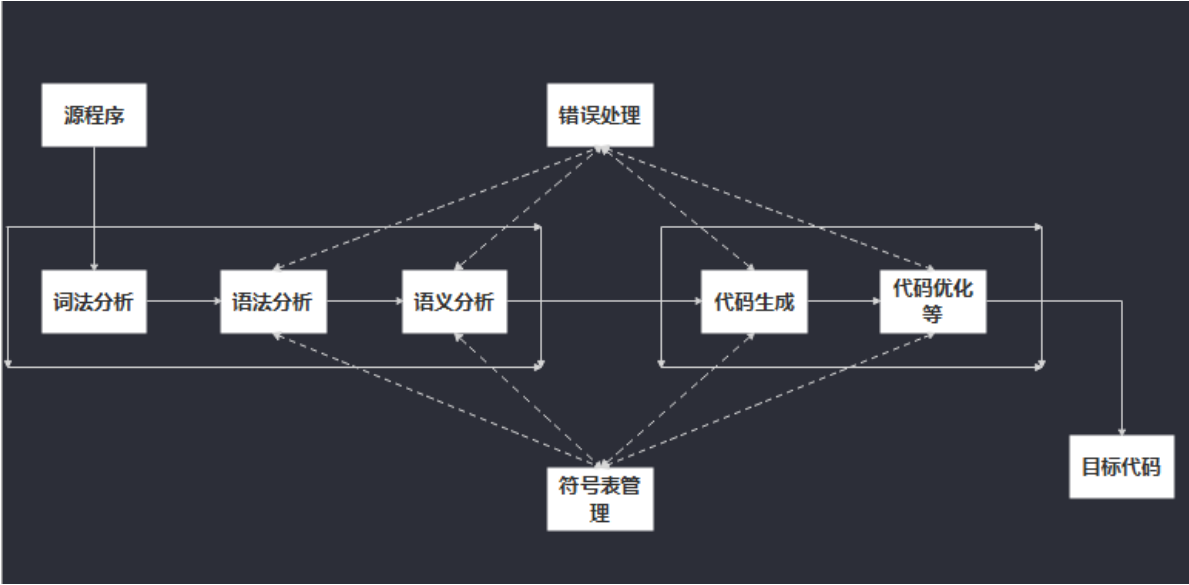 源程序
错误处理
词法分析
语法分析
语义分析
代码生成
代码优化
等
目标代码
符号表管
理